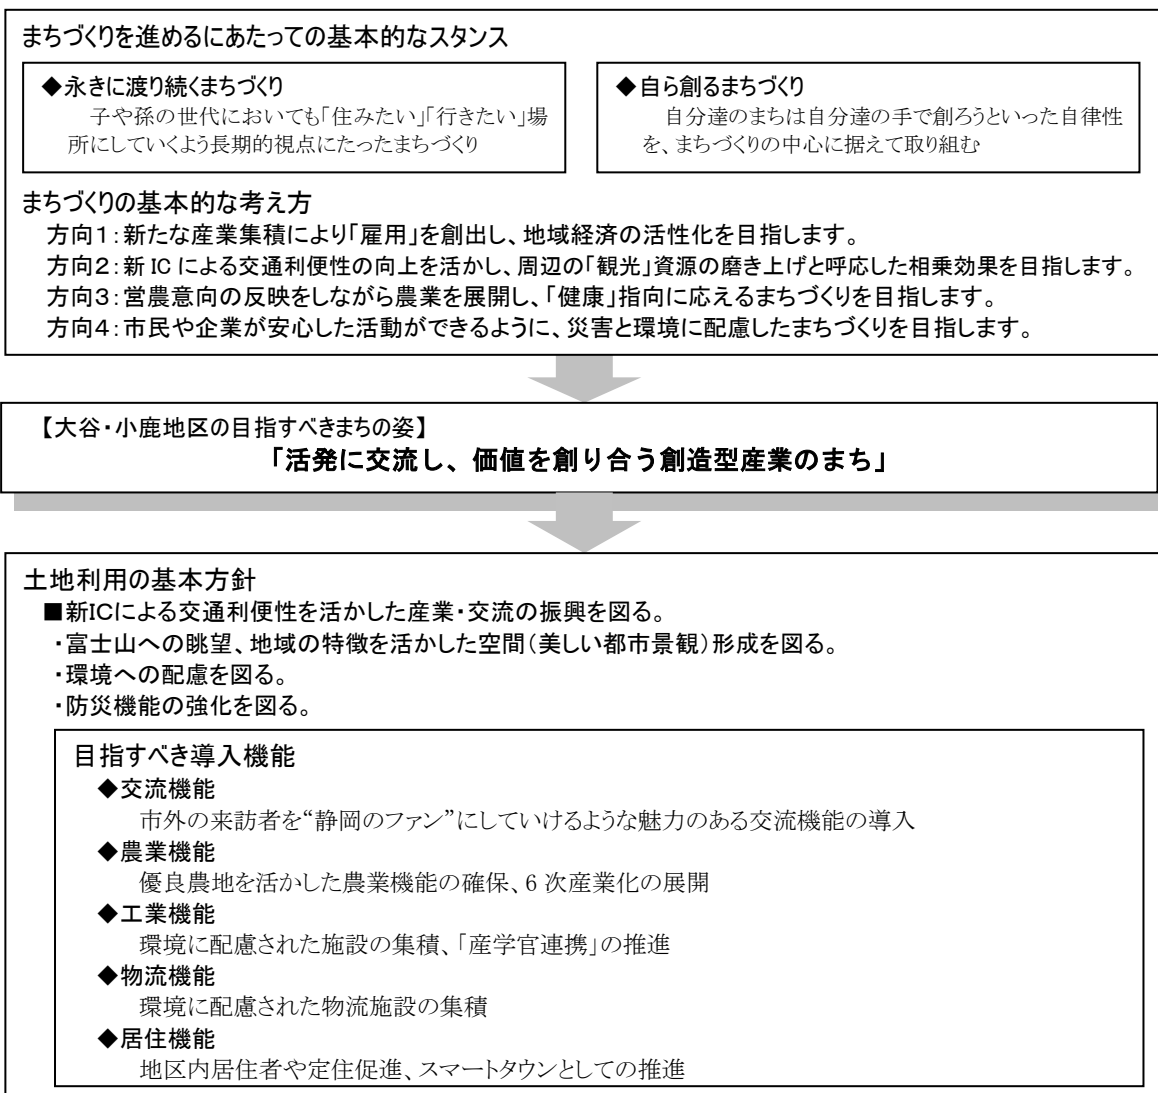 まちづくりを進めるにあたっての基本的なスタンス
◆永きに渡り続くまちづくり
子や孫の世代においても「住みたい」「行きたい」場
所にしていくよう長期的視点にたったまちづくり
◆自ら創るまちづくり
自分達のまちは自分達の手で創ろうといった自律性
を、まちづくりの中心に据えて取り組む
まちづくりの基本的な考え方
方向1：新たな産業集積により「雇用」を創出し、地域経済の活性化を目指します。
方向2：新 IC による交通利便性の向上を活かし、周辺の「観光」資源の磨き上げと呼応した相乗効果を目指します。
方向3：営農意向の反映をしながら農業を展開し、「健康」指向に応えるまちづくりを目指します。
方向4：市民や企業が安心した活動ができるように、災害と環境に配慮したまちづくりを目指します。
【大谷・小鹿地区の目指すべきまちの姿】
「活発に交流し、価値を創り合う創造型産業のまち」
土地利用の基本方針
■新ICによる交通利便性を活かした産業・交流の振興を図る。
・富士山への眺望、地域の特徴を活かした空間（美しい都市景観）形成を図る。
・環境への配慮を図る。
・防災機能の強化を図る。
目指すべき導入機能
◆交流機能
市外の来訪者を“静岡のファン”にしていけるような魅力のある交流機能の導入
◆農業機能
優良農地を活かした農業機能の確保、6 次産業化の展開
◆工業機能
環境に配慮された施設の集積、「産学官連携」の推進
◆物流機能
環境に配慮された物流施設の集積
◆居住機能
地区内居住者や定住促進、スマートタウンとしての推進